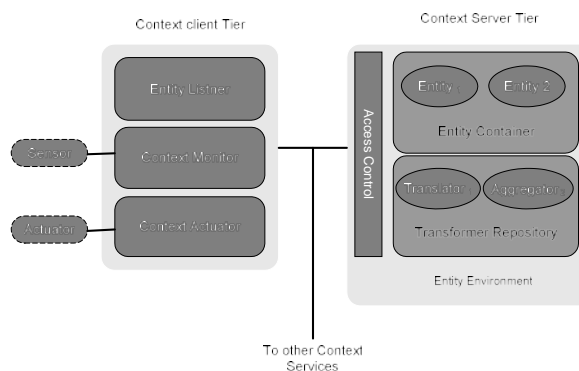 Context client Tier
Context Server Tier
Entity Listner
Sensor
Context Monitor
Actuator
Context Actuator
Access Control
Entity 1
Entity 2
Entity Container
Translator
Aggregator
Transformer Repository
Entity Environment
To other Context
Services